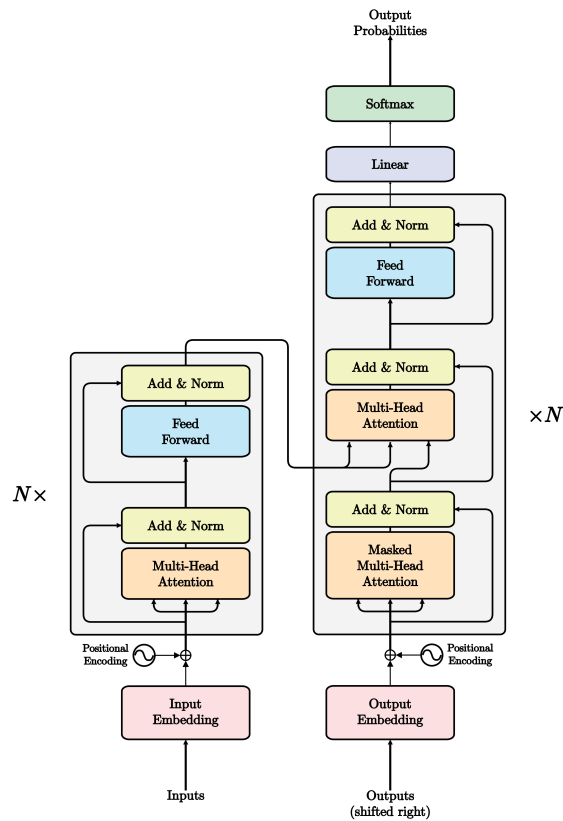 Output
Probabilities
Softmax
Linear
Add & Norm
Feed
Forward
Add & Norm
Multi-Head
Attention
Add & Norm
Masked
Multi-Head
Attention
×N
Positional
Encoding
Output
Embedding
Outputs
(shifted right)
Add & Norm
Feed
Forward
N×
Add & Norm
Multi-Head
Attention
Positional
Encoding
Input
Embedding
Inputs